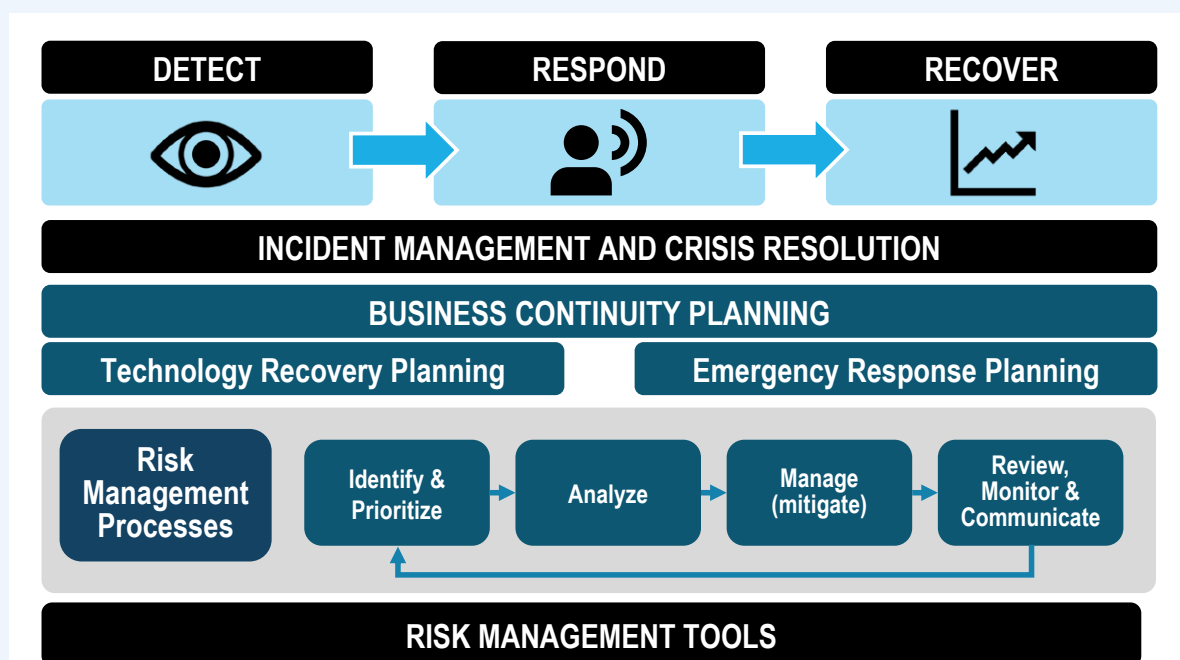 DETECT
RESPOND
RECOVER
INCIDENT MANAGEMENT AND CRISIS RESOLUTION
BUSINESS CONTINUITY PLANNING
Technology Recovery Planning
Emergency Response Planning
Risk
Management
Processes
Identify &
Prioritize
Analyze
Manage
(mitigate)
Review,
Monitor &
Communicate
RISK MANAGEMENT TOOLS